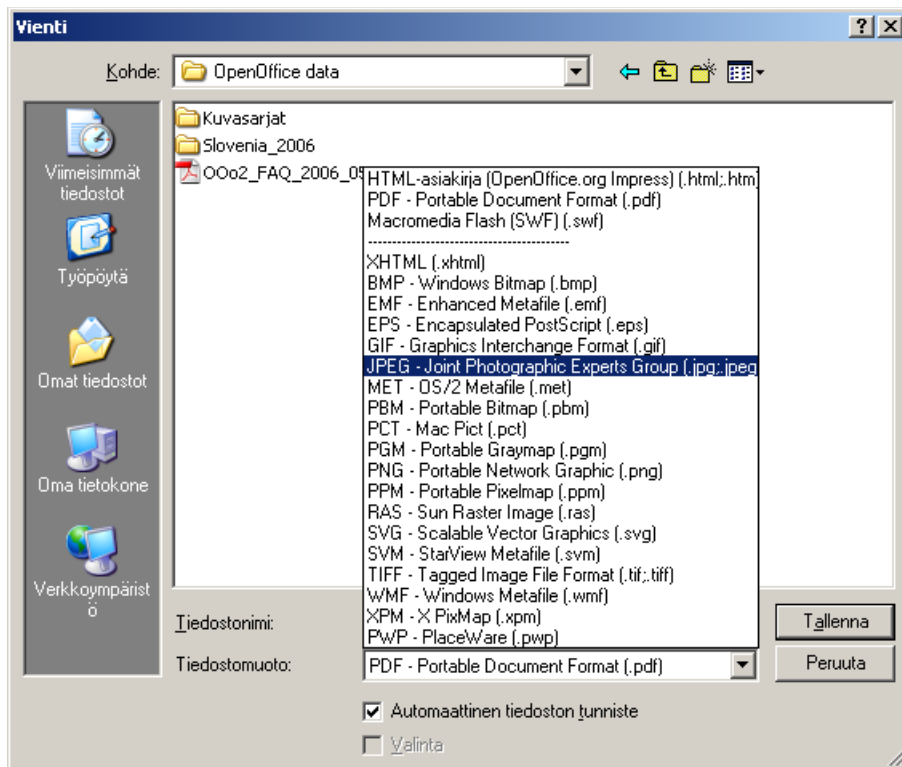 Vienti
Kohde:
OpenOffice data
Viimeisimmät
tiedostot
Työpöytä
Omat tiedostot
Oma tietokone
Verkkoympärist
ö
Kuvasarjat
Slovenia_2006
OOo2_FAQ_2006_05
HTML-asiakirja (OpenOffice.org Impress) (.html;.htm)
PDF - Portable Document Format (.pdf)
Macromedia Flash (SWF) (.swf)
------------------------------------------
XHTML (.xhtml)
BMP - Windows Bitmap (.bmp)
EMF - Enhanced Metafile (.emf)
EPS - Encapsulated PostScript (.eps)
GIF - Graphics Interchange Format (.gif)
JPEG - Joint Photographic Experts Group (.jpg;.jpeg
MET - OS/2 Metafile (.met)
PBM - Portable Bitmap (.pbm)
PCT - Mac Pict (.pct)
PGM - Portable Graymap (.pgm)
PNG - Portable Network Graphic (.png)
PPM - Portable Pixelmap (.ppm)
RAS - Sun Raster Image (.ras)
SVG - Scalable Vector Graphics (.svg)
SVM - StarView Metafile (.svm)
TIFF - Tagged Image File Format (.tif;.tiff)
WMF - Windows Metafile (.wmf)
XPM - X PixMap (.xpm)
PWP - PlaceWare (.pwp)
Tiedostonimi:
Tallenna
Tiedostomuoto:
PDF - Portable Document Format (.pdf)
Peruuta
Automaattinen tiedoston tunniste
Valinta